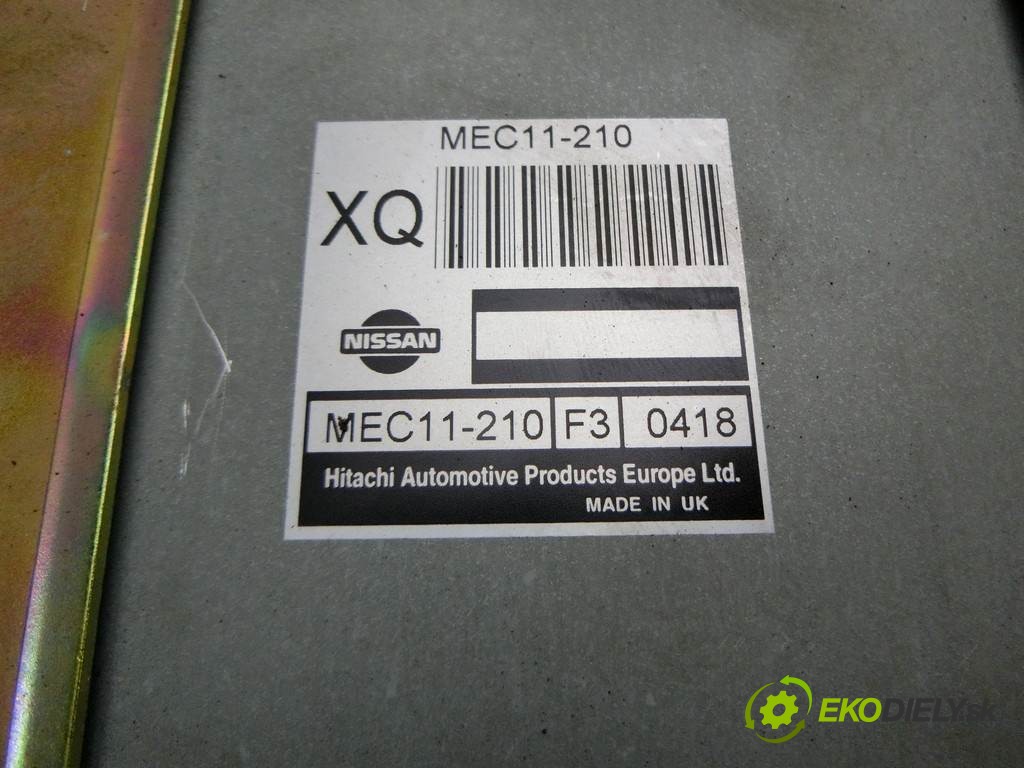 MEC11-210
XQ
NISSAN
MEC11-210 F3 0418
Hitachi Automotive Products Europe Ltd.
MADE IN UK
EKODIELY.sk